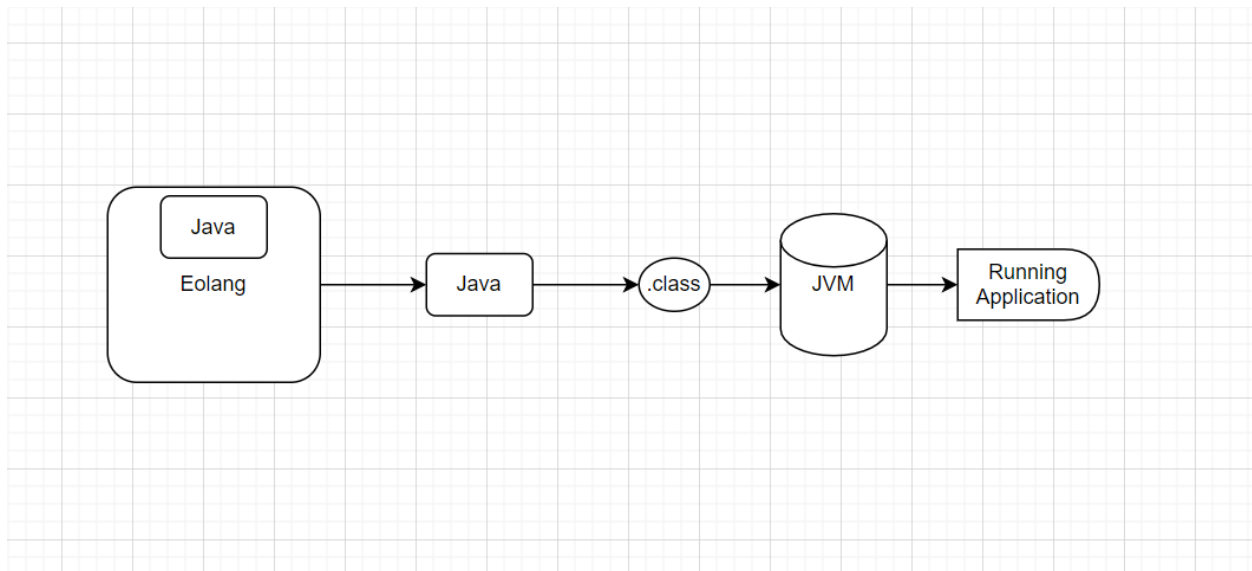 Java
Eolang
Java
.class
JVM
Running
Application